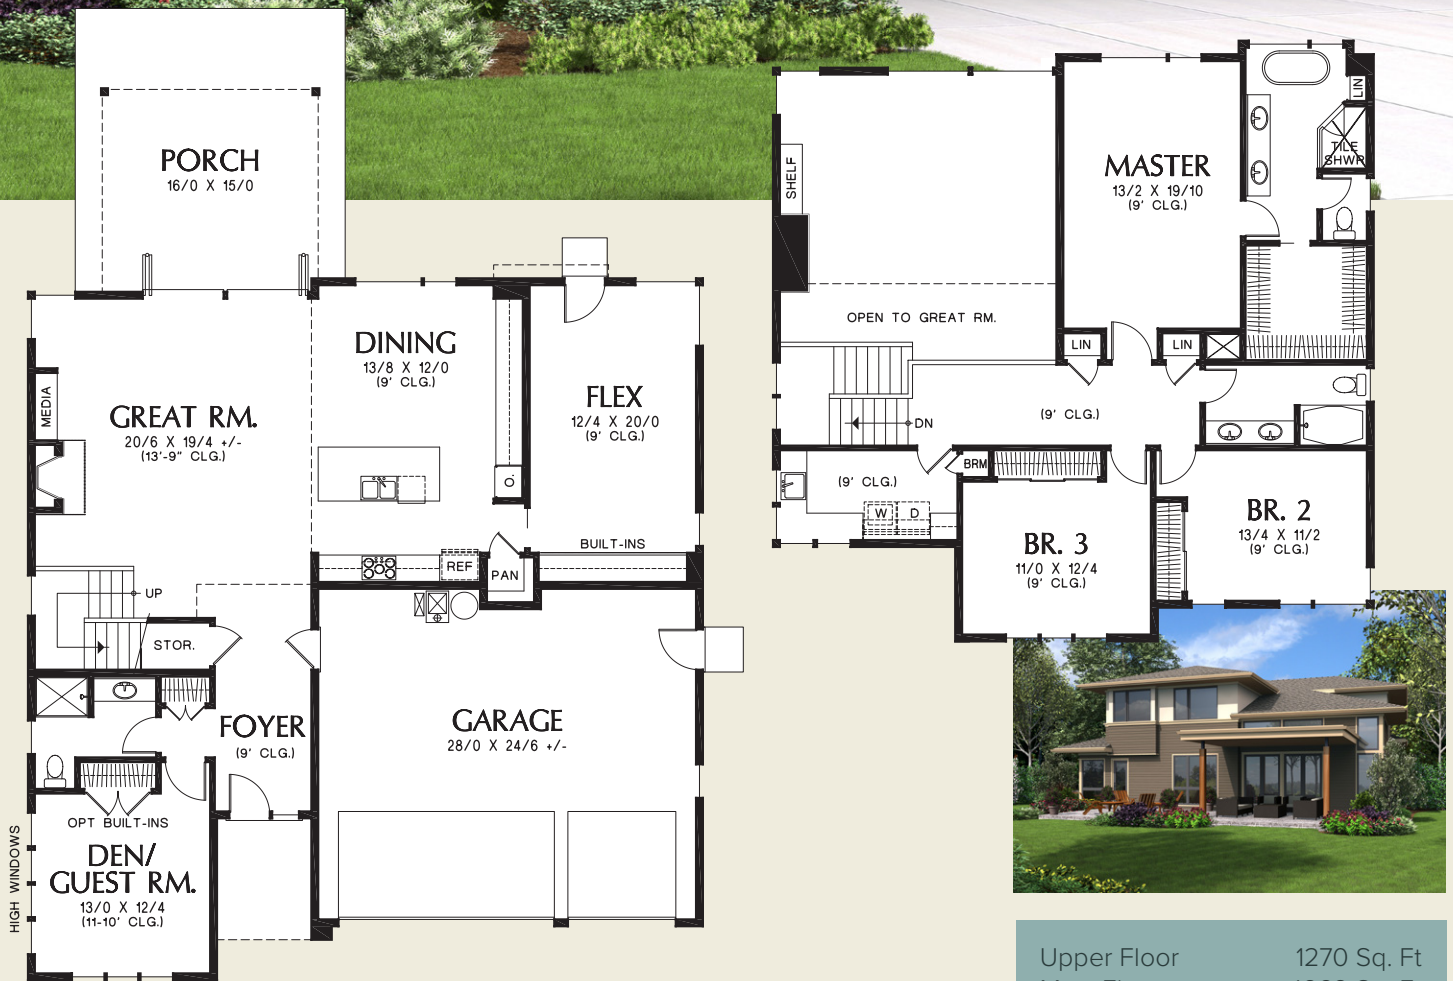 PORCH
16/0 X 15/0
DINING
13/8 X 12/0
(9' CLG.)
FLEX
12/4 X 20/0
(9' CLG.)
MEDIA
GREAT RM.
20/6 X 19/4 +/-
(13'-9" CLG.)
O.
BUILT-INS
REF
PAN
UP
STOR.
FOYER
(9' CLG.)
GARAGE
28/0 X 24/6 +/-
OPT BUILT-INS
HIGH WINDOWS
DEN/
GUEST RM.
13/0 X 12/4
(11-10' CLG.)
SHELF
OPEN TO GREAT RM.
MASTER
13/2 X 19/10
(9' CLG.)
LIN
TILE
SHWR
LIN
LIN
(9' CLG.)
DN
BRM
(9' CLG.)
W
D
BR. 3
11/0 X 12/4
(9' CLG.)
BR. 2
13/4 X 11/2
(9' CLG.)
Upper Floor 1270 Sq. Ft